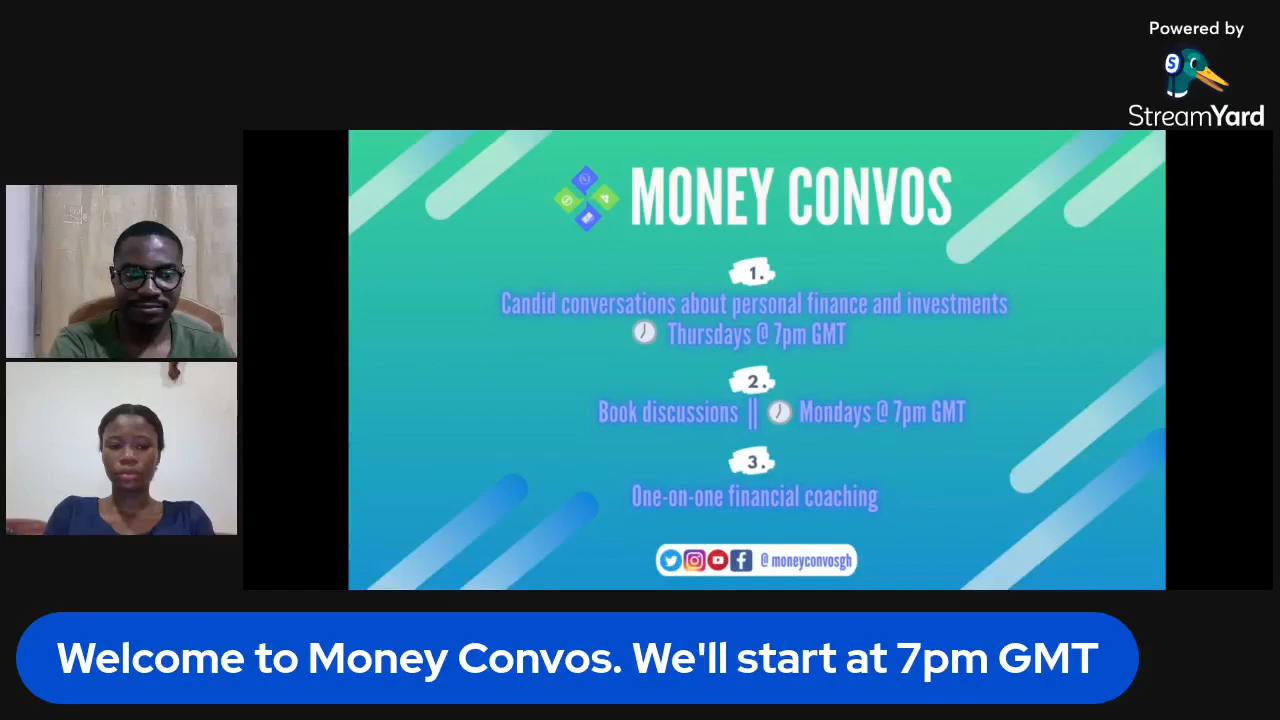 Powered by
StreamYard
MONEY CONVOS
1.
Candid conversations about personal finance and investments
Thursdays @ 7pm GMT
2.
Book discussions || Mondays @ 7pm GMT
3.
One-on-one financial coaching
@moneyconvosgh
Welcome to Money Convos. We'll start at 7pm GMT